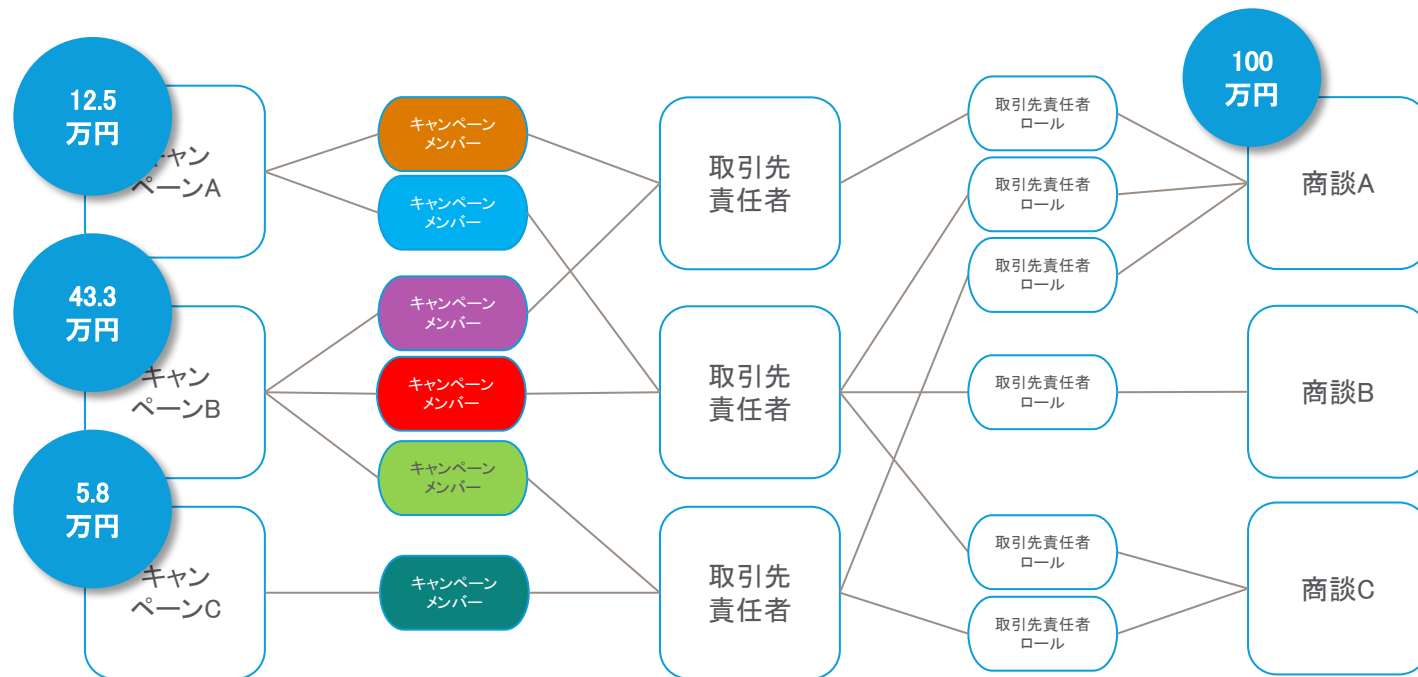 12.5
万円
キャン
ペーンA
43.3
万円
キャン
ペーンB
5.8
万円
キャン
ペーンC
キャンペーン
メンバー
キャンペーン
メンバー
キャンペーン
メンバー
キャンペーン
メンバー
キャンペーン
メンバー
キャンペーン
メンバー
取引先
責任者
取引先
責任者
取引先
責任者
取引先責任者
ロール
取引先責任者
ロール
取引先責任者
ロール
取引先責任者
ロール
取引先責任者
ロール
取引先責任者
ロール
100
万円
商談A
商談B
商談C